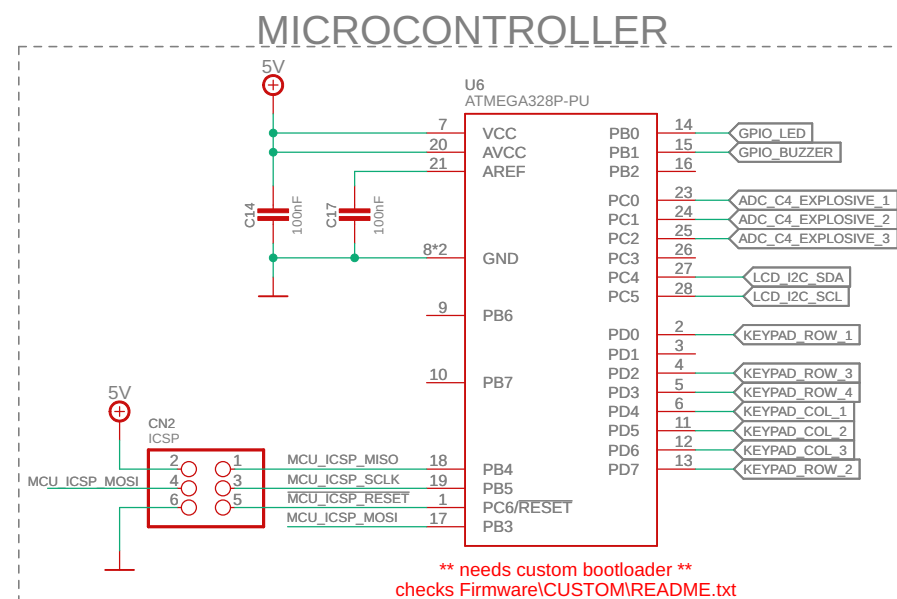 MICROCONTROLLER
5V
U6
ATMEGA328P-PU
7 VCC PB0 14 GPIO_LED
20 AVCC PB1 15 GPIO_BUZZER
21 AREF PB2 16
C14 100nF C17 100nF
PC0 23 ADC_C4_EXPLOSIVE_1
PC1 24 ADC_C4_EXPLOSIVE_2
PC2 25 ADC_C4_EXPLOSIVE_3
8*2 GND PC3 26
PC4 27 LCD_I2C_SDA
PC5 28 LCD_I2C_SCL
9 PB6
PD0 2 KEYPAD_ROW_1
PD1 3
10 PB7 PD2 4 KEYPAD_ROW_3
PD3 5 KEYPAD_ROW_4
5V
PD4 6 KEYPAD_COL_1
CN2
ICSP
PD5 11 KEYPAD_COL_2
PD6 12 KEYPAD_COL_3
2 1 MCU_ICSP_MISO 18 PB4 PD7 13 KEYPAD_ROW_2
MCU_ICSP_MOSI 4 3 MCU_ICSP_SCLK 19 PB5
6 5 MCU_ICSP_RESET 1 PC6/RESET
MCU_ICSP_MOSI 17 PB3
** needs custom bootloader **
checks Firmware\CUSTOM\README.txt